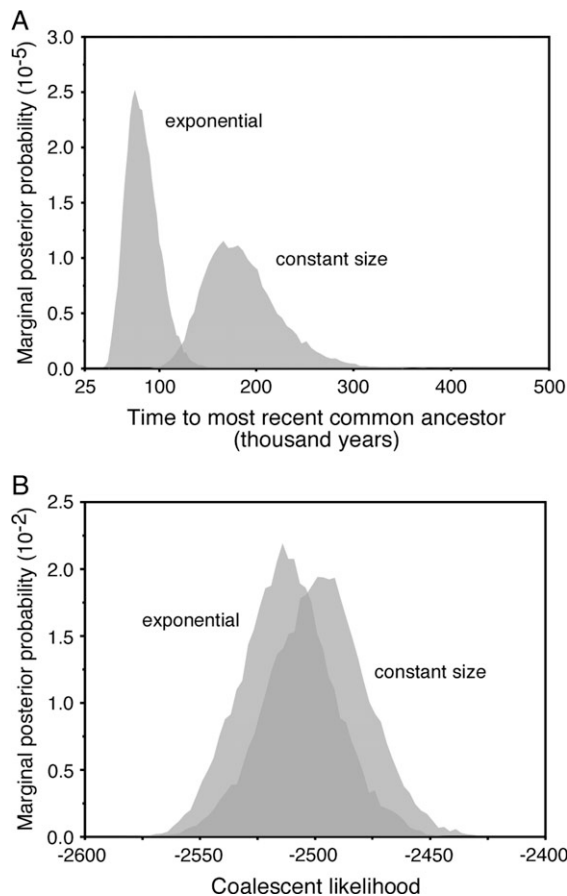 A
Marginal posterior probability (10-5)
3.0
2.5
2.0
1.5
1.0
0.5
0.0
exponential
constant size
25 100 200 300 400 500
Time to most recent common ancestor
(thousand years)
B
Marginal posterior probability (10-2)
2.5
2.0
1.5
1.0
0.5
0.0
exponential
constant size
-2600 -2550 -2500 -2450 -2400
Coalescent likelihood